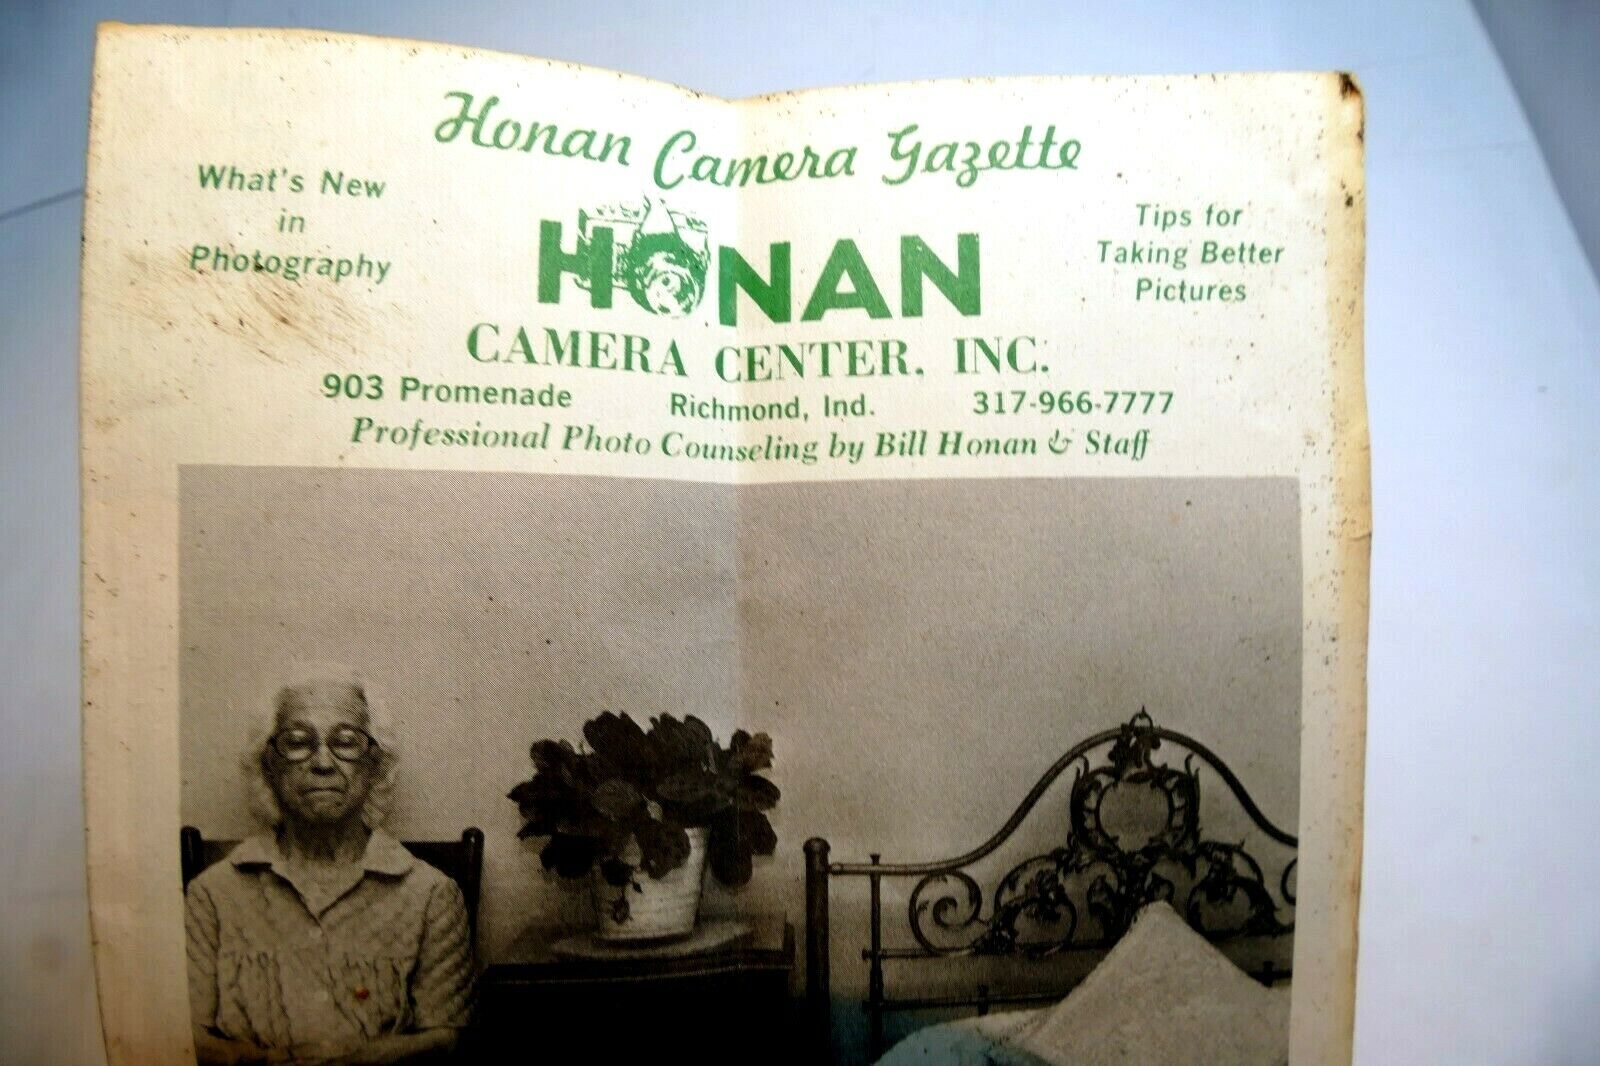 Honan Camera Gazette
What's New
in
Photography
HONAN
Tips for
Taking Better
Pictures
CAMERA CENTER, INC.
903 Promenade Richmond, Ind. 317-966-7777
Professional Photo Counseling by Bill Honan & Staff